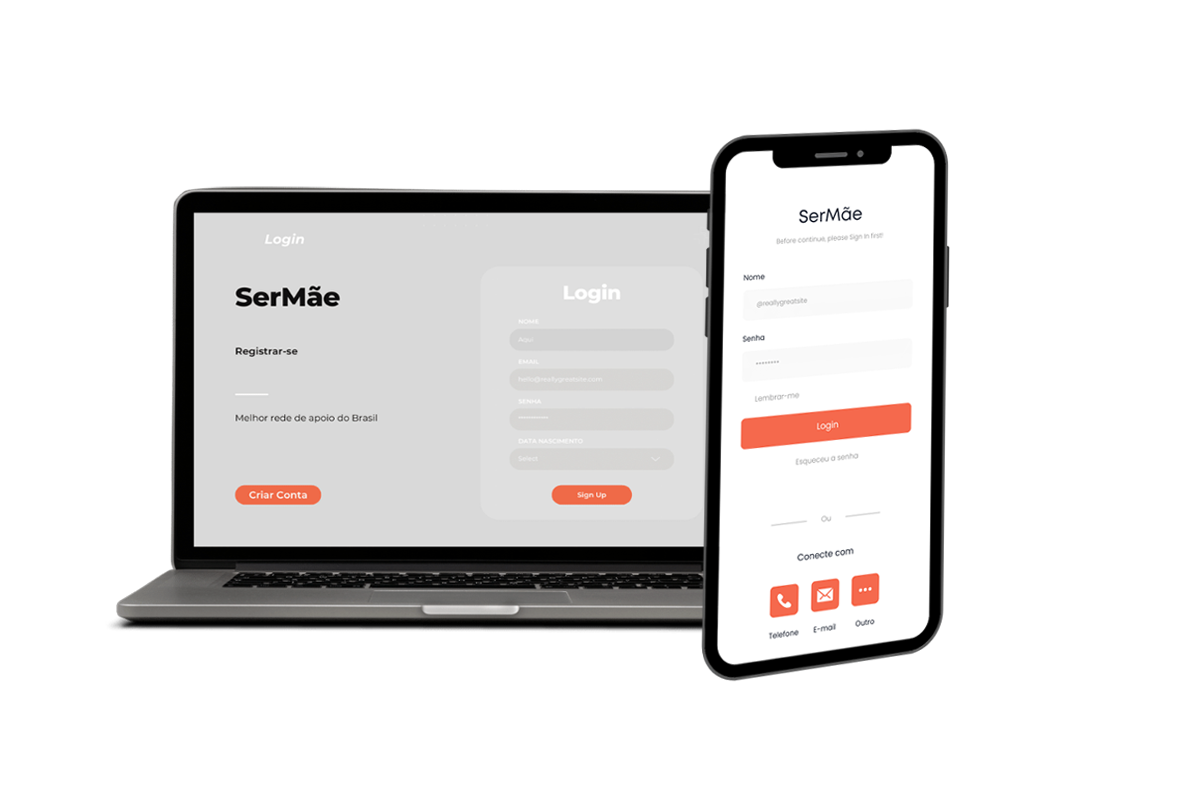 Login
SerMãe
Registrar-se
Melhor rede de apoio do Brasil
Criar Conta
Login
NOME
Aqui
EMAIL
hello@reallygreatsite.com
SENHA
DATA NASCIMENTO
Select
Sign Up
SerMãe
Before continue, please Sign in first!
Nome
@reallygreatsite
Senha
••••••••
Lembrar-me
Login
Esqueceu a senha
Ou
Conecte com
Telefone E-mail Outro